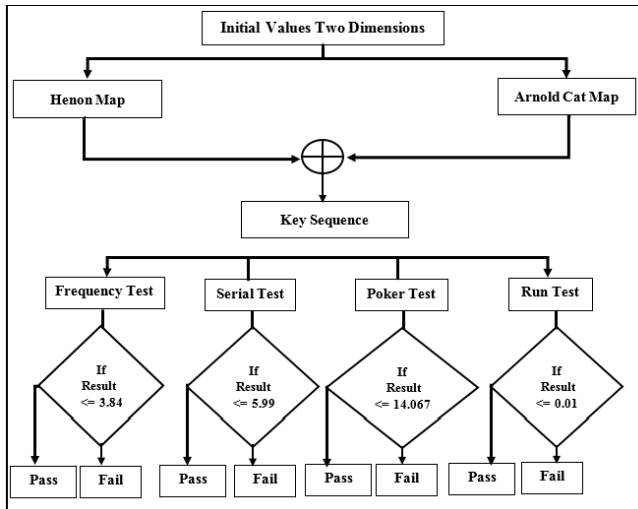 Initial Values Two Dimensions
Henon Map
Arnold Cat Map
Key Sequence
Frequency Test
Serial Test
Poker Test
Run Test
If
Result
<= 3.84
If
Result
<= 5.99
If
Result
<= 14.067
If
Result
<= 0.01
Pass
Fail
Pass
Fail
Pass
Fail
Pass
Fail